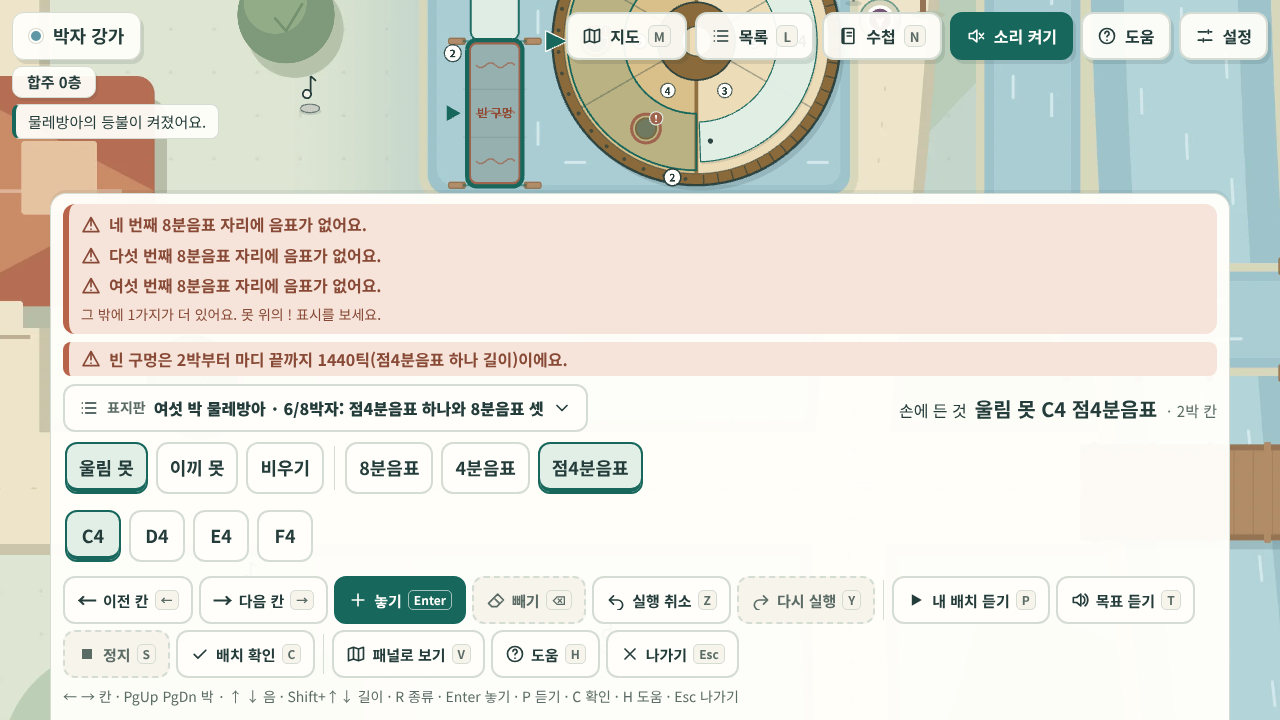 박자 강가
지도 M
목록 L
수첩 N
소리 켜기
도움
설정
합주 0층
물레방아의 등불이 켜졌어요.
2
빈 구멍
4
3
!
2
네 번째 8분음표 자리에 음표가 없어요.
다섯 번째 8분음표 자리에 음표가 없어요.
여섯 번째 8분음표 자리에 음표가 없어요.
그 밖에 1가지가 더 있어요. 못 위의 ! 표시를 보세요.
빈 구멍은 2박부터 마디 끝까지 1440틱(점4분음표 하나 길이)이에요.
표지판 여섯 박 물레방아 · 6/8박자: 점4분음표 하나와 8분음표 셋
손에 든 것 울림 못 C4 점4분음표 · 2박 칸
울림 못 이끼 못 비우기 8분음표 4분음표 점4분음표
C4 D4 E4 F4
← 이전 칸 ← → 다음 칸 → 놓기 Enter 빼기 ⌫ 실행 취소 Z 다시 실행 Y 내 배치 듣기 P 목표 듣기 T
정지 S 배치 확인 C 패널로 보기 V 도움 H 나가기 Esc
← → 칸 · PgUp PgDn 박 · ↑ ↓ 음 · Shift+↑↓ 길이 · R 종류 · Enter 놓기 · P 듣기 · C 확인 · H 도움 · Esc 나가기